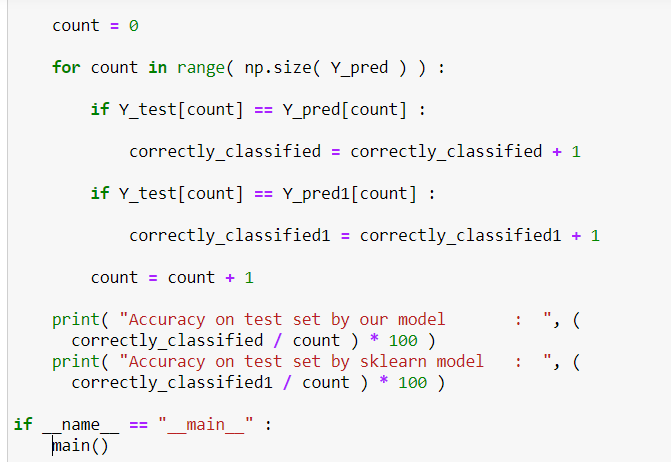 count = 0
for count in range( np.size( Y_pred ) ) :
if Y_test[count] == Y_pred[count] :
correctly_classified = correctly_classified + 1
if Y_test[count] == Y_pred1[count] :
correctly_classified1 = correctly_classified1 + 1
count = count + 1
print( "Accuracy on test set by our model       :  ", (
correctly_classified / count ) * 100 )
print( "Accuracy on test set by sklearn model   :  ", (
correctly_classified1 / count ) * 100 )
if __name__ == "__main__" :
main()